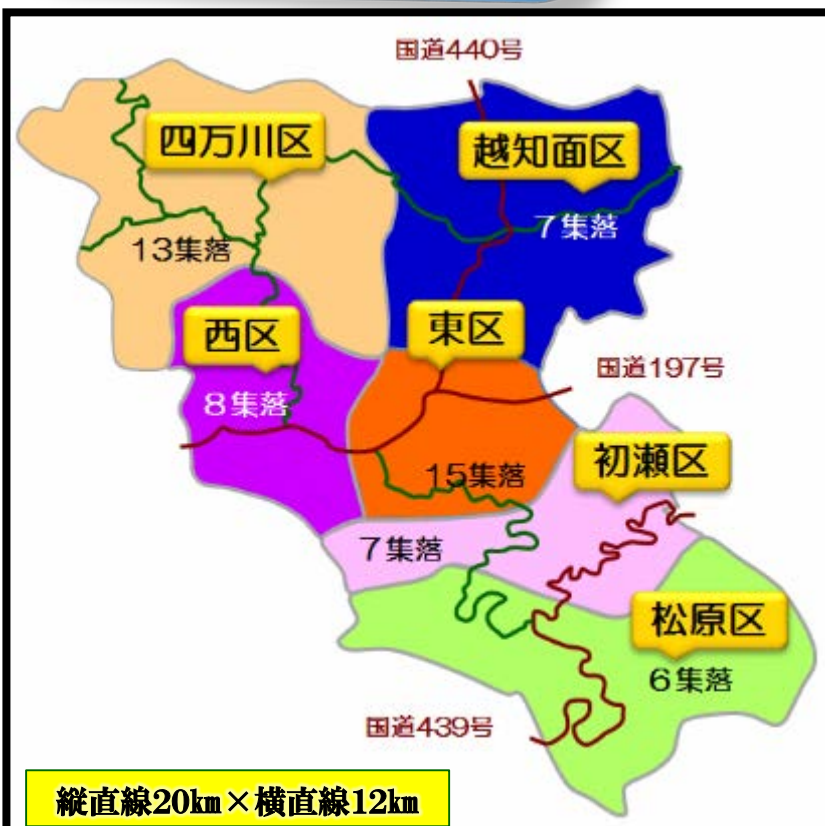 国道440号
四万川区
越知面区
7集落
13集落
西区
東区
国道197号
8集落
初瀬区
15集落
7集落
松原区
6集落
国道439号
縦直線20㎞×横直線12㎞